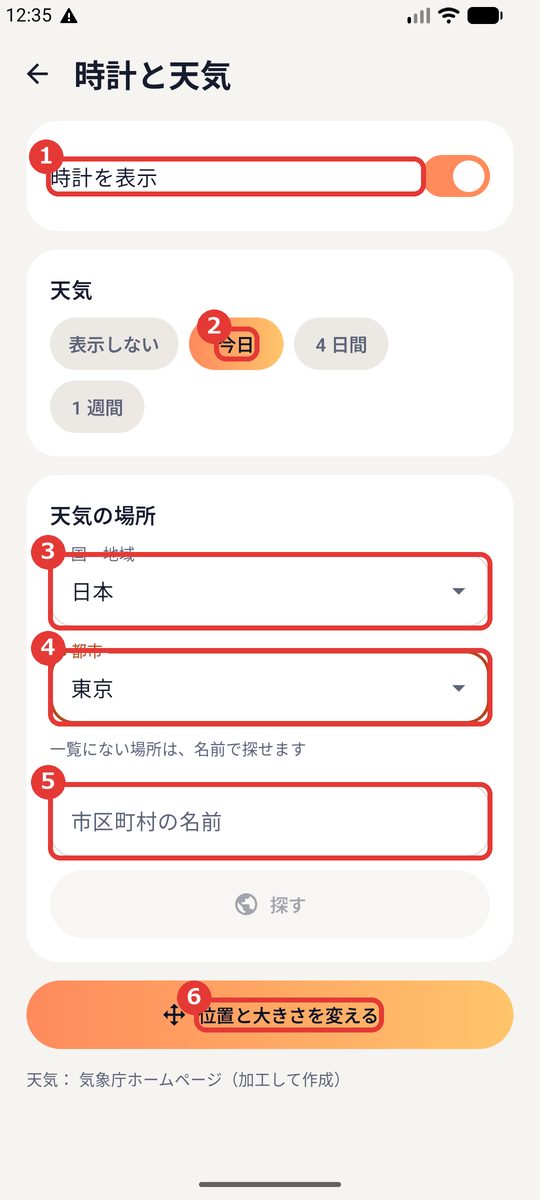 12:35
時計と天気
1
時計を表示
天気
表示しない
2
今日
4 日間
1 週間
天気の場所
3
国・地域
日本
4
都市
東京
一覧にない場所は、名前で探せます
5
市区町村の名前
探す
6
位置と大きさを変える
天気： 気象庁ホームページ（加工して作成）